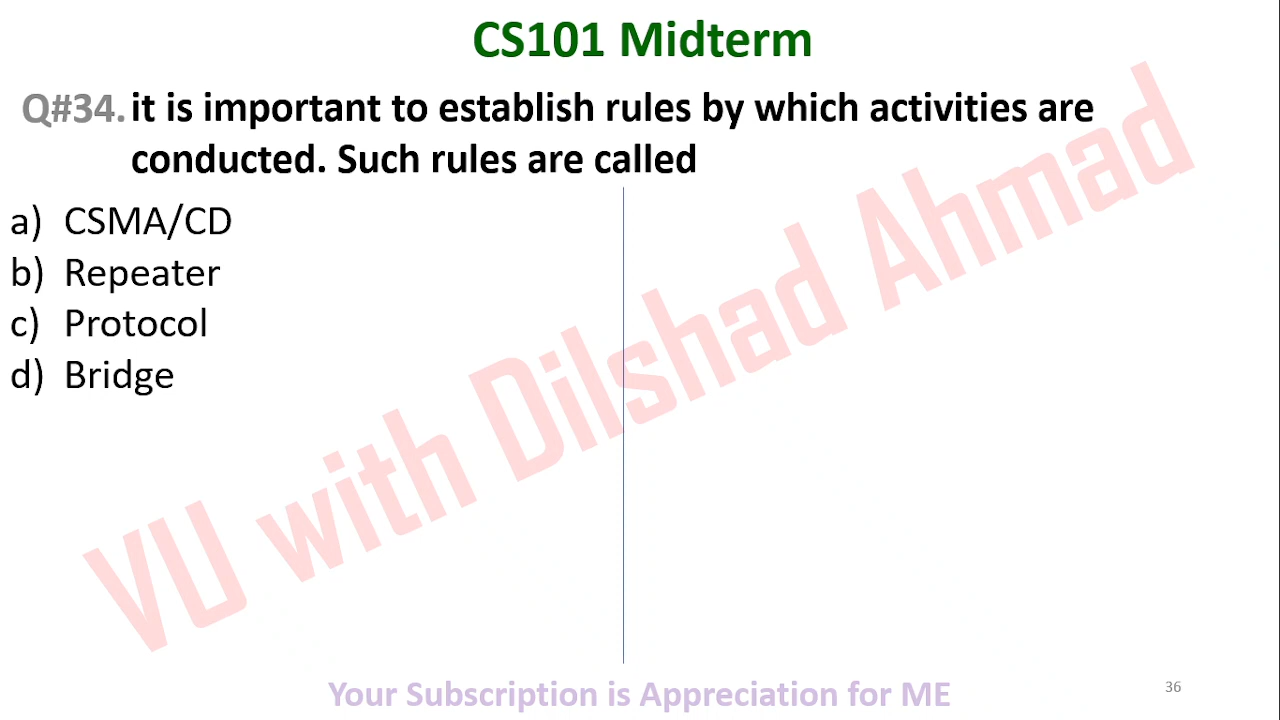 CS101 Midterm
Q#34. it is important to establish rules by which activities are
conducted. Such rules are called
a) CSMA/CD
b) Repeater
c) Protocol
d) Bridge
VU with Dilshad Ahmad
Your Subscription is Appreciation for ME
36